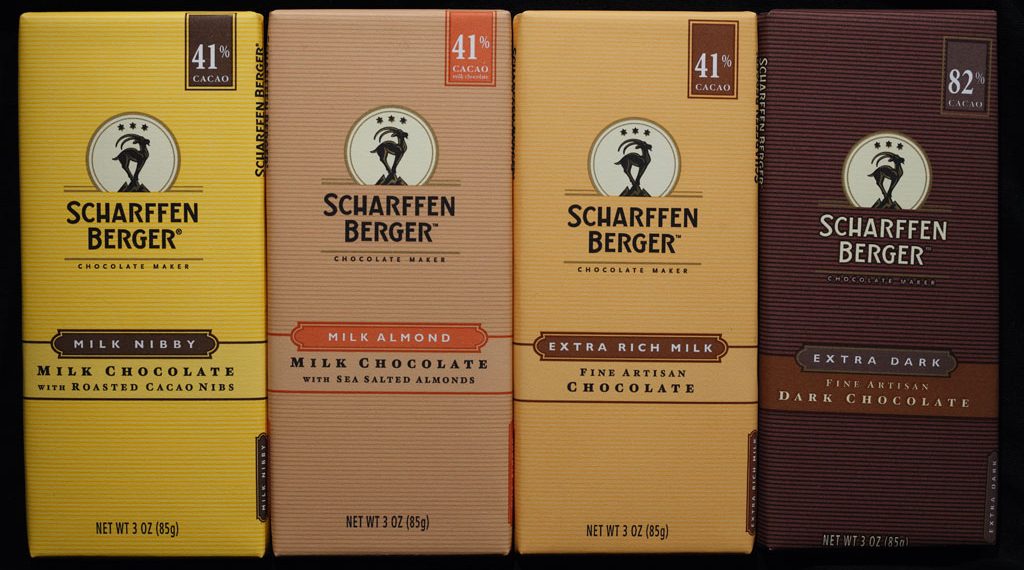 41%
CACAO
SCHARFFEN BERGER®
SCHARFFEN
BERGER®
CHOCOLATE MAKER
MILK NIBBY
MILK CHOCOLATE
WITH ROASTED CACAO NIBS
MILK NIBBY
NET WT 3 OZ (85g)
41%
CACAO
milk chocolate
SCHARFFEN
BERGER™
CHOCOLATE MAKER
MILK ALMOND
MILK CHOCOLATE
WITH SEA SALTED ALMONDS
NET WT 3 OZ (85g)
41%
CACAO
SCHARFFEN
BERGER™
CHOCOLATE MAKER
EXTRA RICH MILK
FINE ARTISAN
CHOCOLATE
EXTRA RICH MILK
NET WT 3 OZ (85g)
82%
CACAO
SCHARFFEN BERGER
SCHARFFEN
BERGER™
CHOCOLATE MAKER
EXTRA DARK
FINE ARTISAN
DARK CHOCOLATE
EXTRA DARK
NET WT 3 OZ (85g)